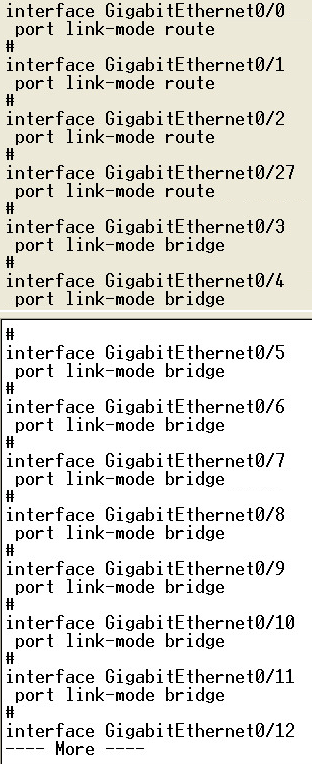 interface GigabitEthernet0/0
 port link-mode route
#
interface GigabitEthernet0/1
 port link-mode route
#
interface GigabitEthernet0/2
 port link-mode route
#
interface GigabitEthernet0/27
 port link-mode route
#
interface GigabitEthernet0/3
 port link-mode bridge
#
interface GigabitEthernet0/4
 port link-mode bridge
#
interface GigabitEthernet0/5
 port link-mode bridge
#
interface GigabitEthernet0/6
 port link-mode bridge
#
interface GigabitEthernet0/7
 port link-mode bridge
#
interface GigabitEthernet0/8
 port link-mode bridge
#
interface GigabitEthernet0/9
 port link-mode bridge
#
interface GigabitEthernet0/10
 port link-mode bridge
#
interface GigabitEthernet0/11
 port link-mode bridge
#
interface GigabitEthernet0/12
---- More ----